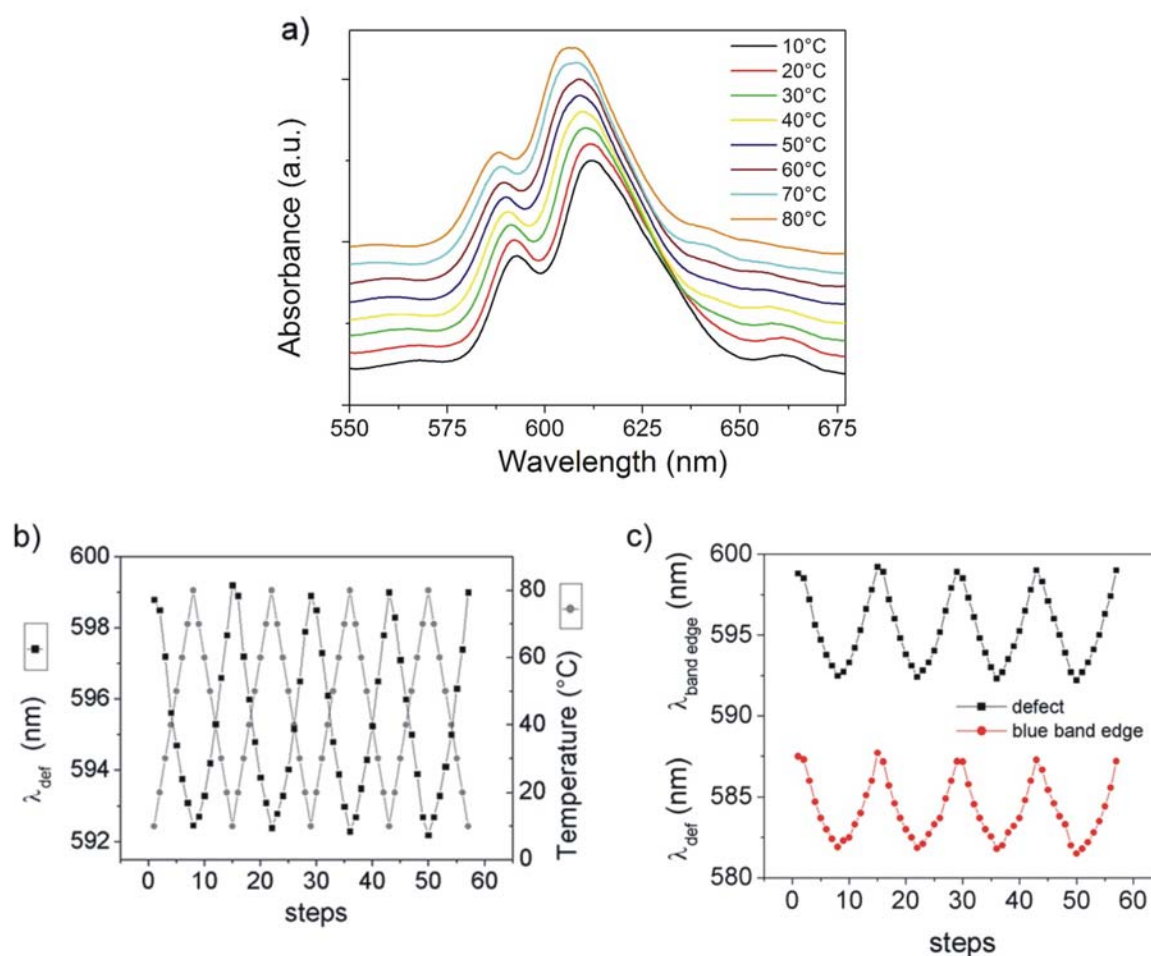 a)
10°C
20°C
30°C
40°C
50°C
60°C
70°C
80°C
Absorbance (a.u.)
550 575 600 625 650 675
Wavelength (nm)
b)
600
598
596
594
592
λdef (nm)
80
60
40
20
0
Temperature (°C)
0 10 20 30 40 50 60
steps
c)
600
595
590
585
580
λband edge (nm)
λdef (nm)
defect
blue band edge
0 10 20 30 40 50 60
steps